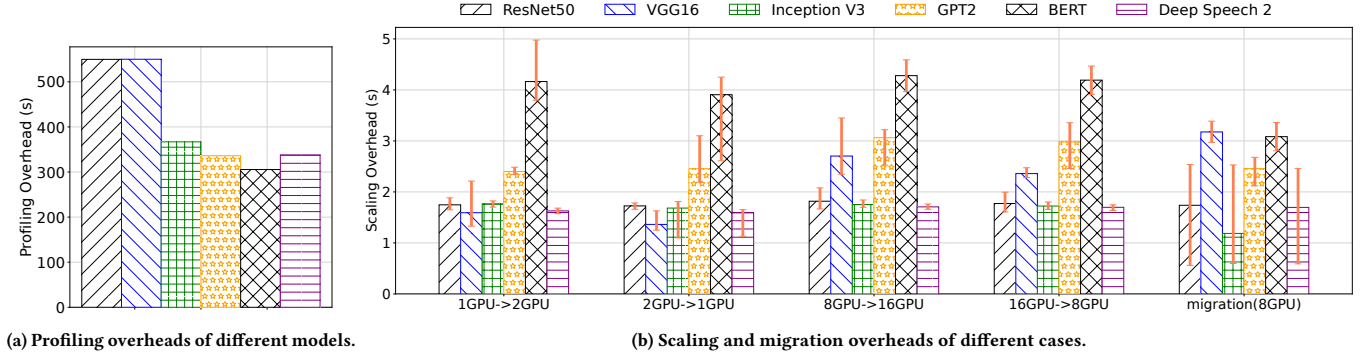 ResNet50 VGG16 Inception V3 GPT2 BERT Deep Speech 2
Profiling Overhead (s)
500
400
300
200
100
0
(a) Profiling overheads of different models.
Scaling Overhead (s)
5
4
3
2
1
0
1GPU->2GPU 2GPU->1GPU 8GPU->16GPU 16GPU->8GPU migration(8GPU)
(b) Scaling and migration overheads of different cases.